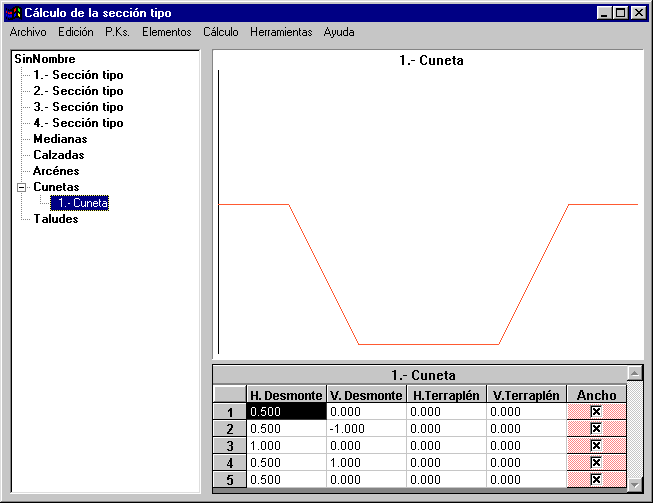 Cálculo de la sección tipo
Archivo Edición P.Ks. Elementos Cálculo Herramientas Ayuda
SinNombre
1.- Sección tipo
2.- Sección tipo
3.- Sección tipo
4.- Sección tipo
Medianas
Calzadas
Arcénes
Cunetas
1.- Cuneta
Taludes
1.- Cuneta
1.- Cuneta
H. Desmonte V. Desmonte H.Terraplén V.Terraplén Ancho
1 0.500 0.000 0.000 0.000
2 0.500 -1.000 0.000 0.000
3 1.000 0.000 0.000 0.000
4 0.500 1.000 0.000 0.000
5 0.500 0.000 0.000 0.000